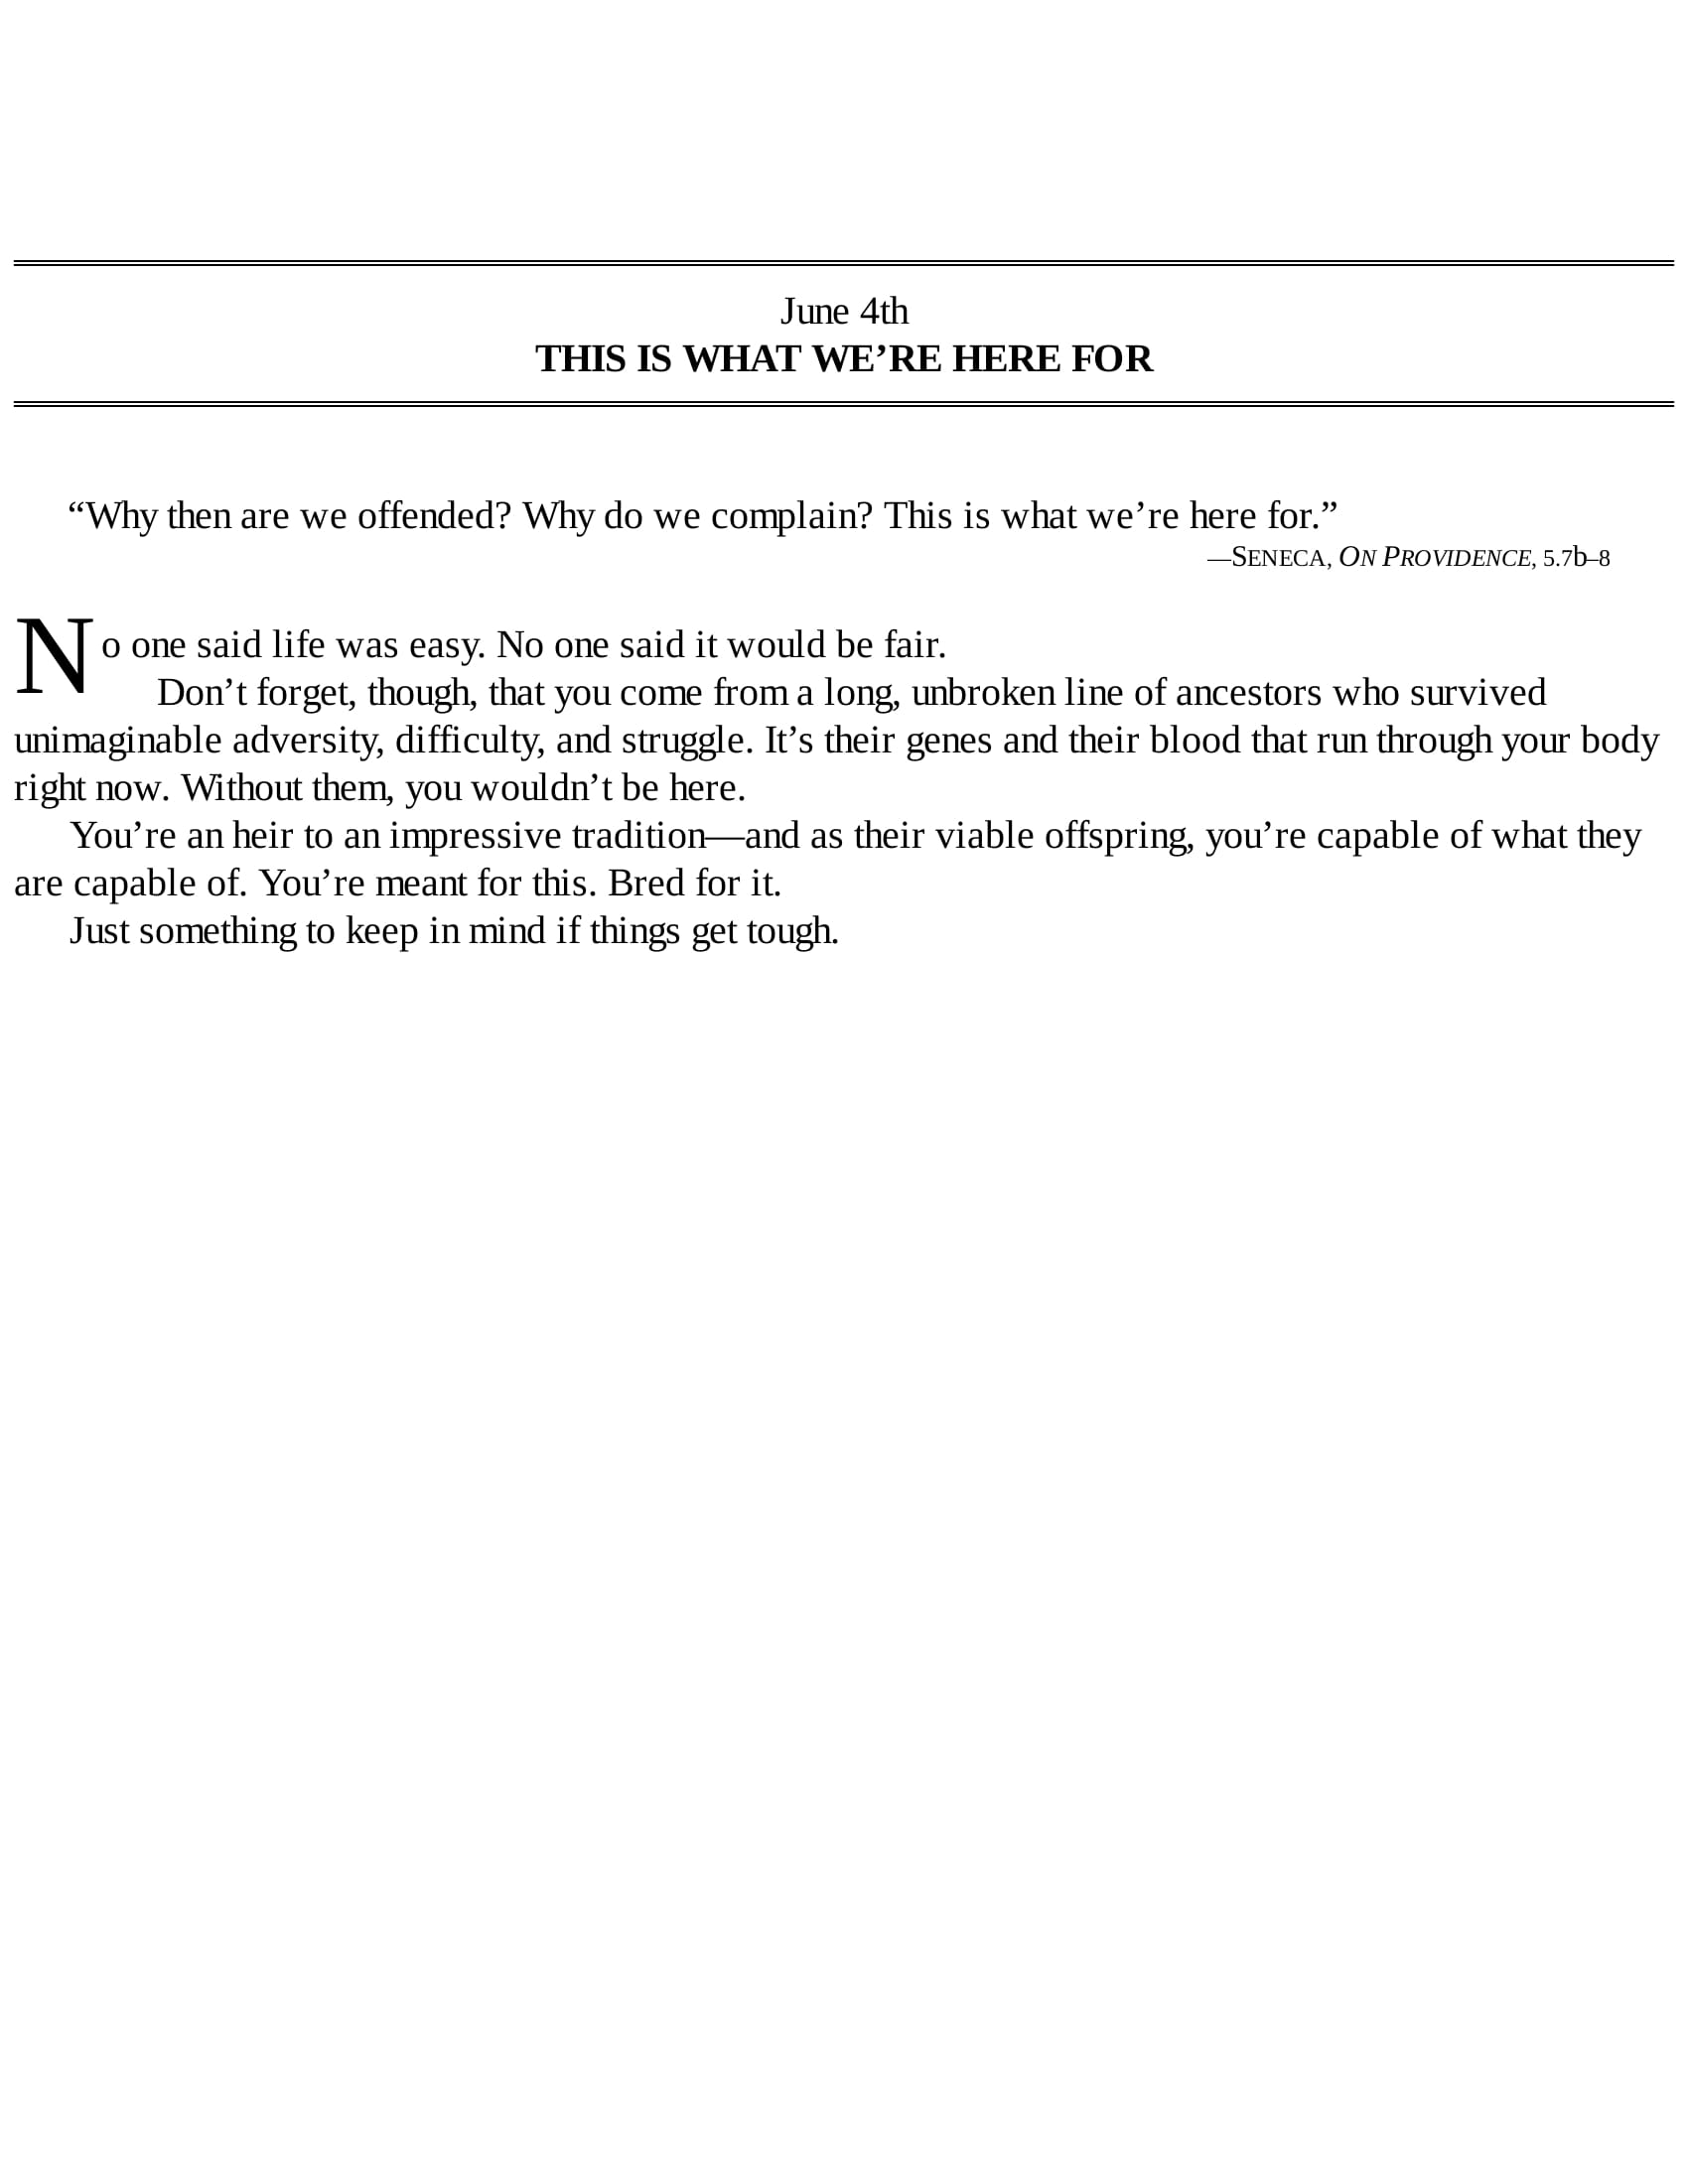 June 4th
THIS IS WHAT WE’RE HERE FOR
“Why then are we offended? Why do we complain? This is what we’re here for.”
—SENECA, ON PROVIDENCE, 5.7b–8
No one said life was easy. No one said it would be fair.
Don’t forget, though, that you come from a long, unbroken line of ancestors who survived
unimaginable adversity, difficulty, and struggle. It’s their genes and their blood that run through your body
right now. Without them, you wouldn’t be here.
You’re an heir to an impressive tradition—and as their viable offspring, you’re capable of what they
are capable of. You’re meant for this. Bred for it.
Just something to keep in mind if things get tough.